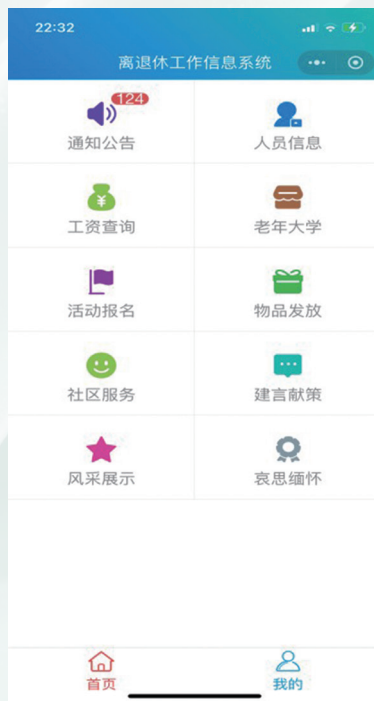 22:32
离退休工作信息系统
124
通知公告
人员信息
工资查询
老年大学
活动报名
物品发放
社区服务
建言献策
风采展示
哀思缅怀
首页
我的